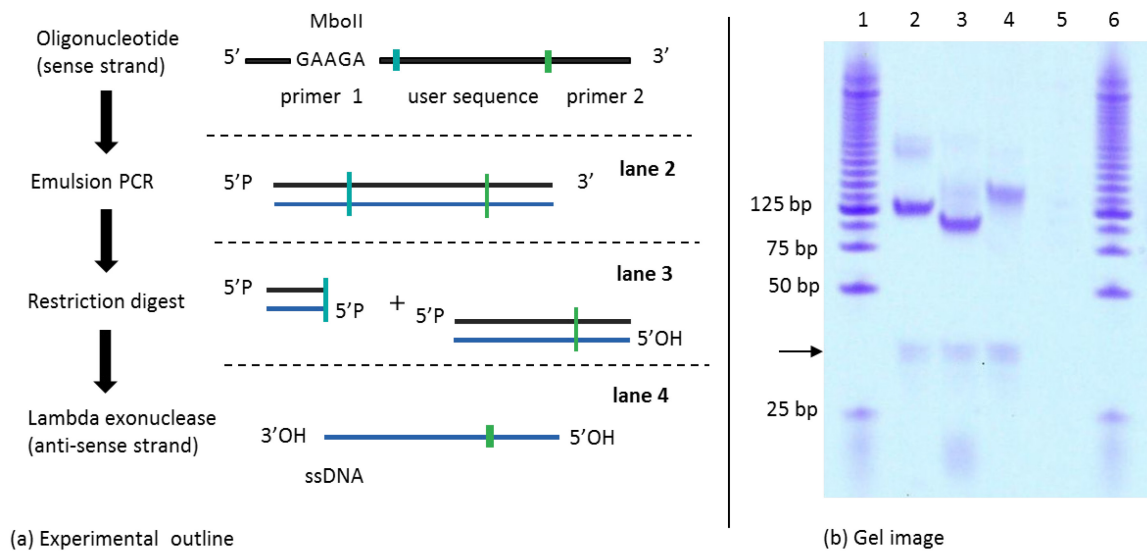 Oligonucleotide
(sense strand)
MboII
5’ GAAGA 3’
primer 1 user sequence primer 2
Emulsion PCR
lane 2
5’P 3’
Restriction digest
lane 3
5’P 5’P + 5’P 5’OH
Lambda exonuclease
(anti-sense strand)
lane 4
3’OH 5’OH
ssDNA
(a) Experimental outline
1 2 3 4 5 6
125 bp
75 bp
50 bp
25 bp
(b) Gel image